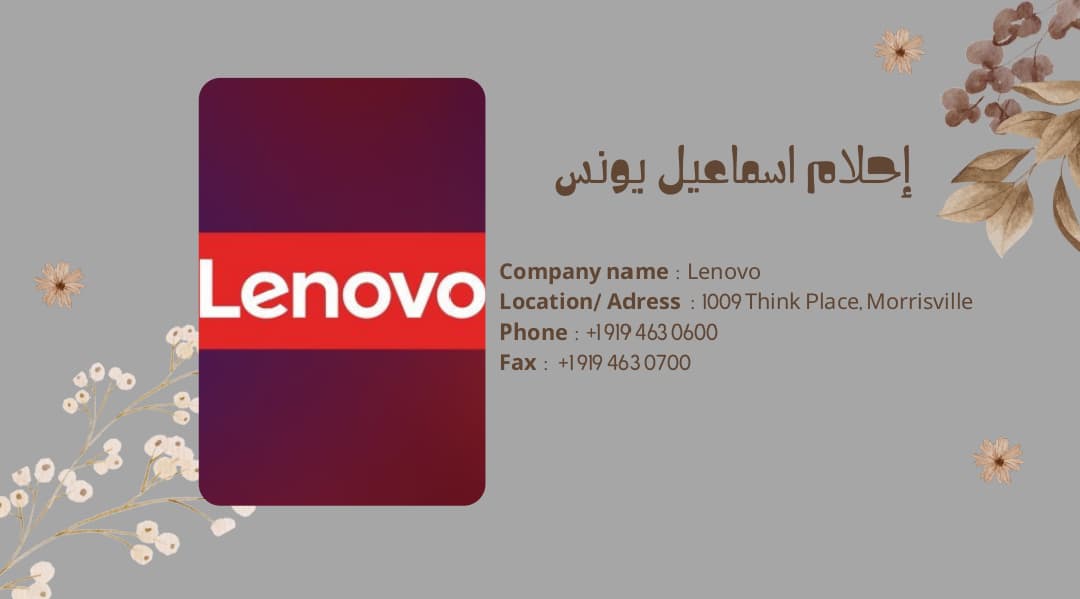 Lenovo
إحلام اسماعيل يونس
Company name : Lenovo
Location/ Adress : 1009 Think Place, Morrisville
Phone : +1 919 463 0600
Fax : +1 919 463 0700